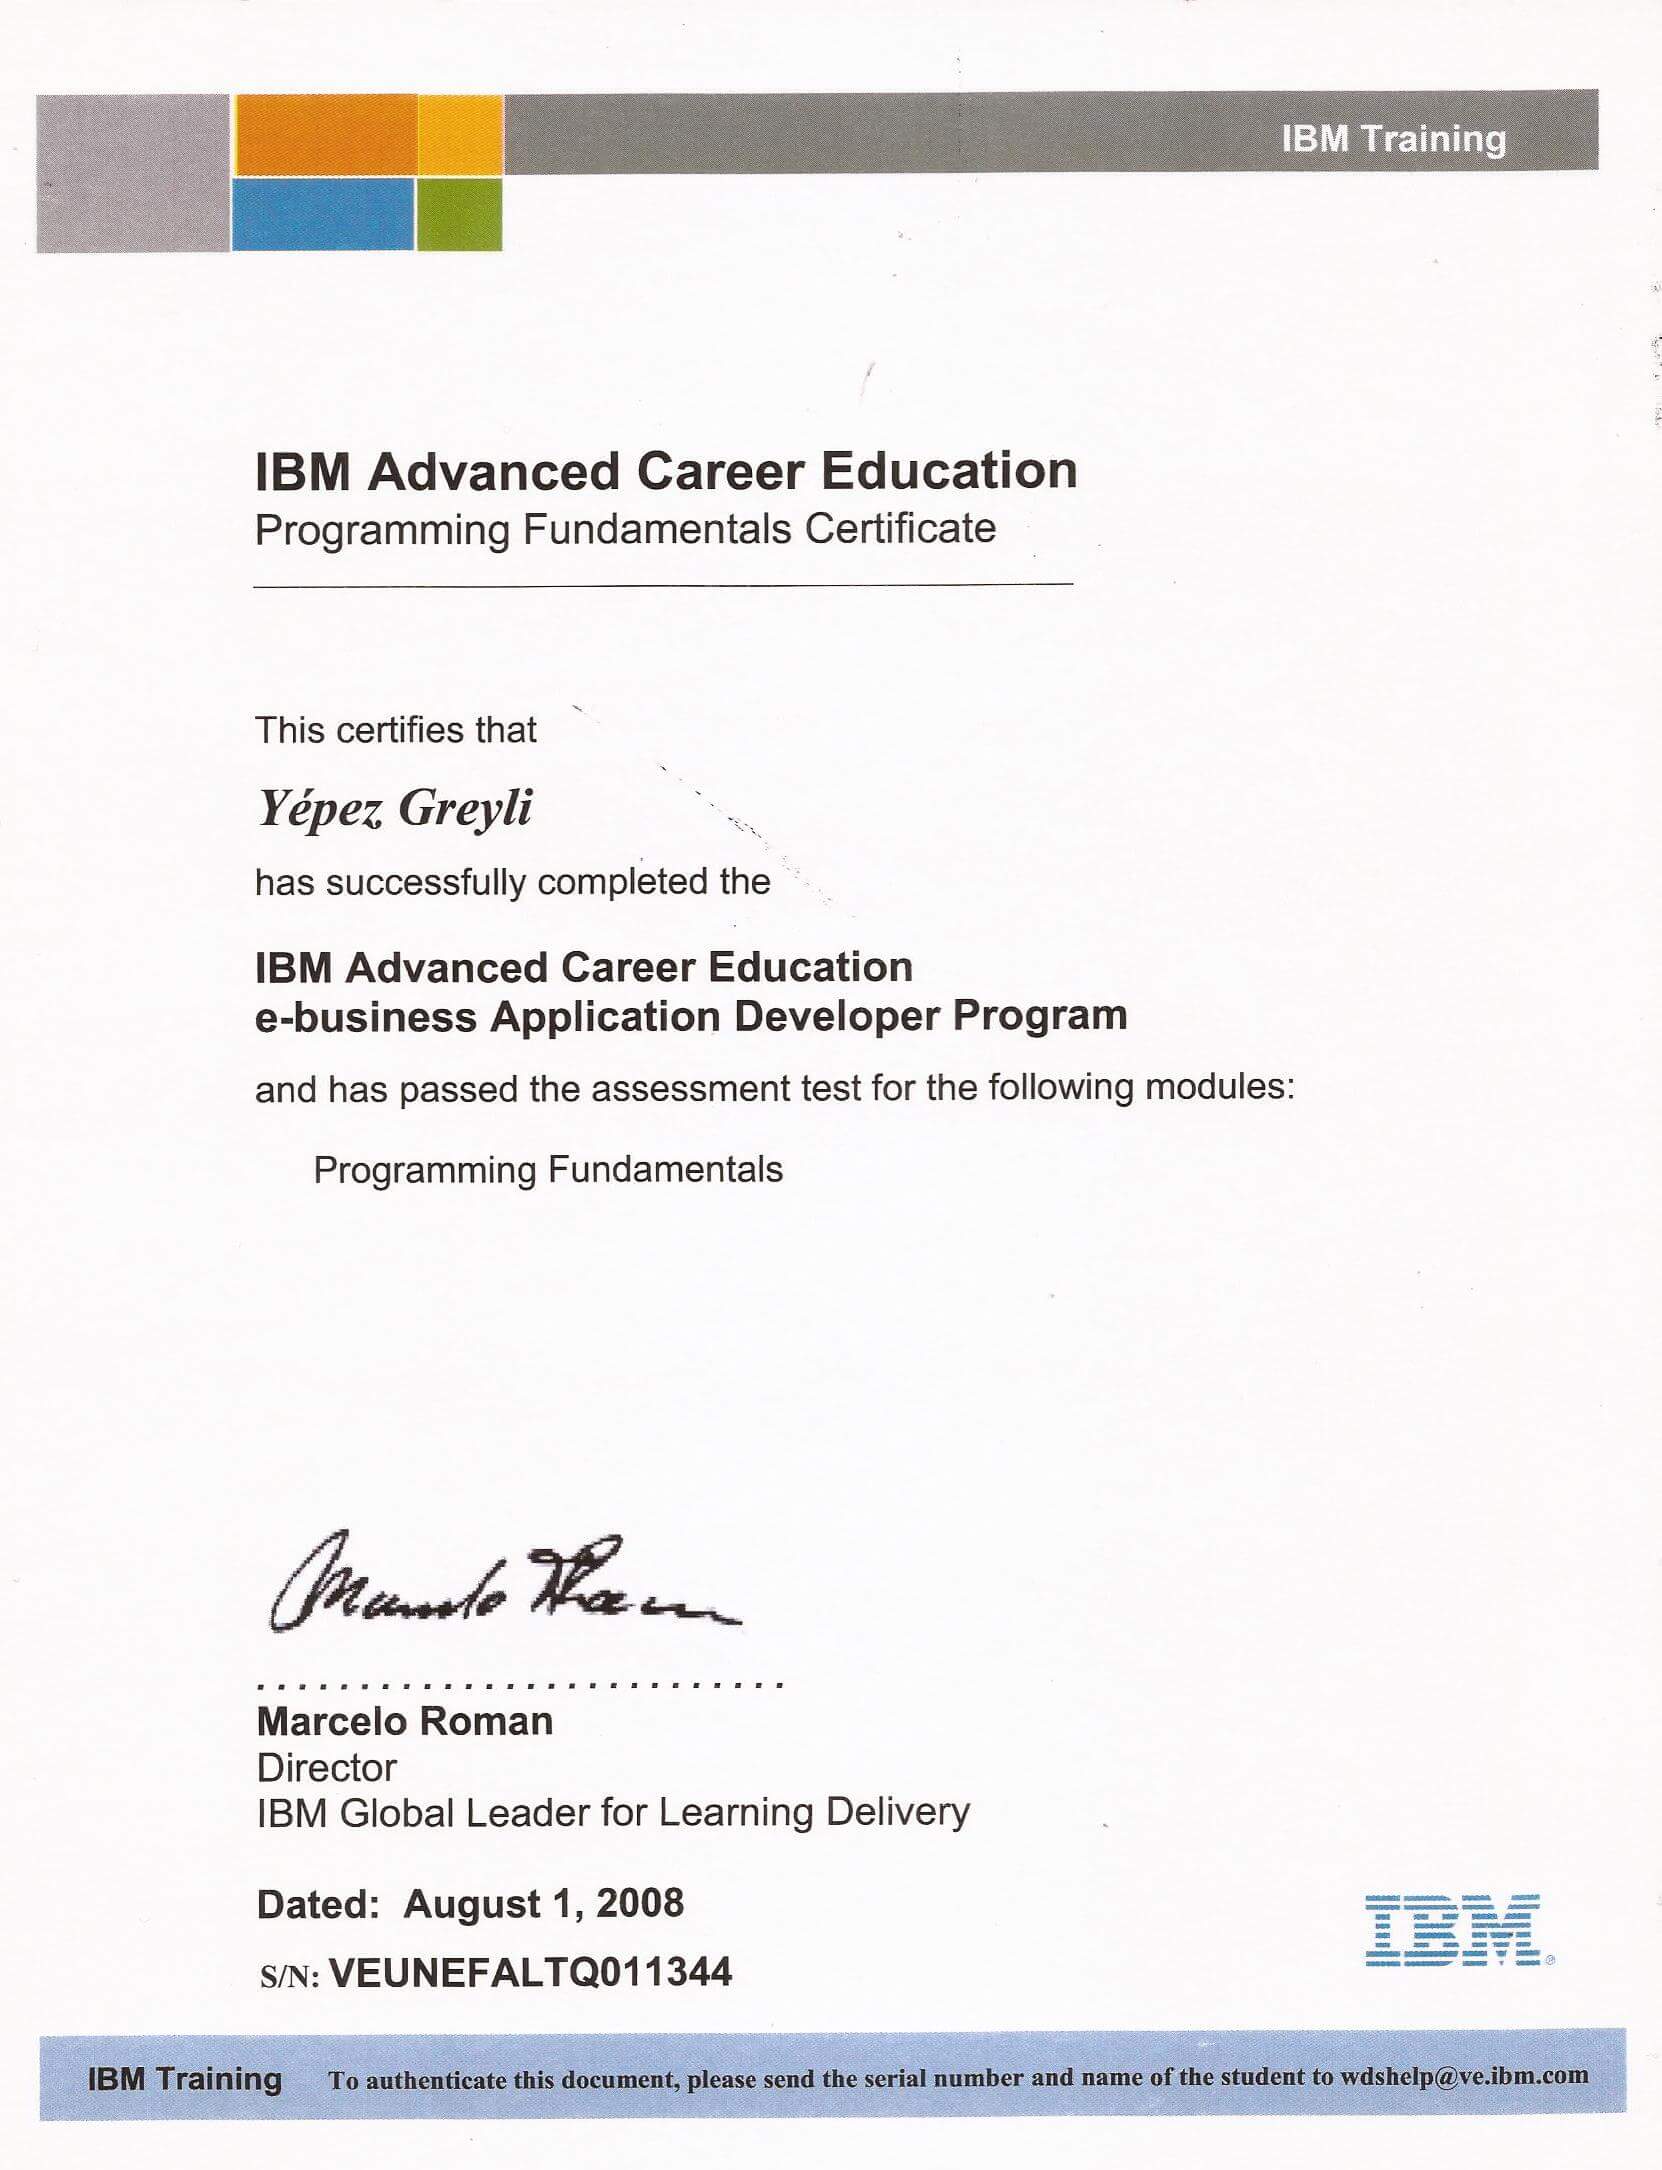 IBM Training
IBM Advanced Career Education
Programming Fundamentals Certificate
This certifies that
Yépez Greyli
has successfully completed the
IBM Advanced Career Education
e-business Application Developer Program
and has passed the assessment test for the following modules:
Programming Fundamentals
Marcelo Roman
Marcelo Roman
Director
IBM Global Leader for Learning Delivery
Dated: August 1, 2008
IBM®
S/N: VEUNEFALTQ011344
IBM Training To authenticate this document, please send the serial number and name of the student to wdshelp@ve.ibm.com